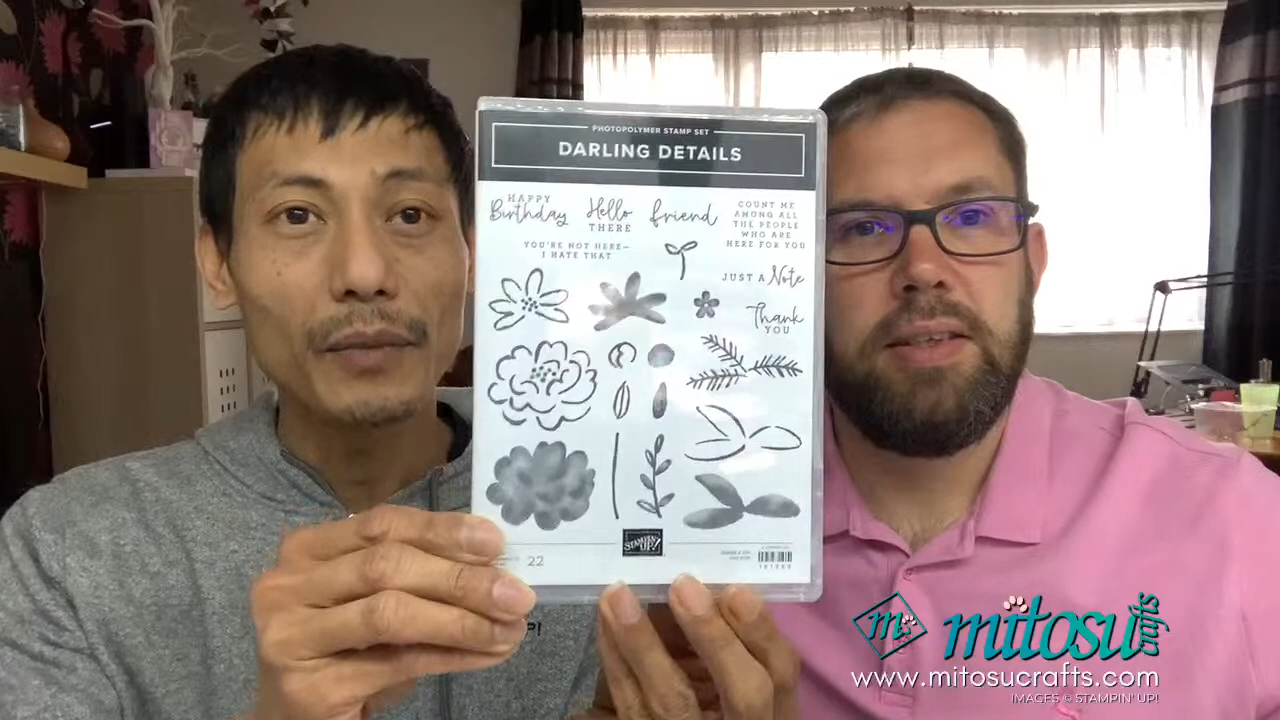 PHOTOPOLYMER STAMP SET
DARLING DETAILS
HAPPY
Birthday
Hello
THERE
friend
COUNT ME
AMONG ALL
THE PEOPLE
WHO ARE
HERE FOR YOU
YOU'RE NOT HERE—
I HATE THAT
JUST A Note
Thank
YOU
STAMPIN'
UP!
22
P!
m
mitosu crafts
www.mitosucrafts.com
IMAGES © STAMPIN' UP!